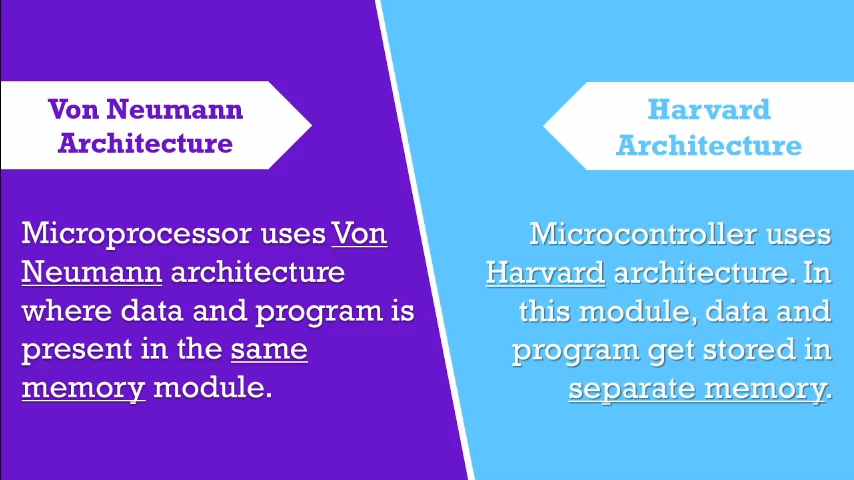 Von Neumann
Architecture
Microprocessor uses Von
Neumann architecture
where data and program is
present in the same
memory module.
Harvard
Architecture
Microcontroller uses
Harvard architecture. In
this module, data and
program get stored in
separate memory.